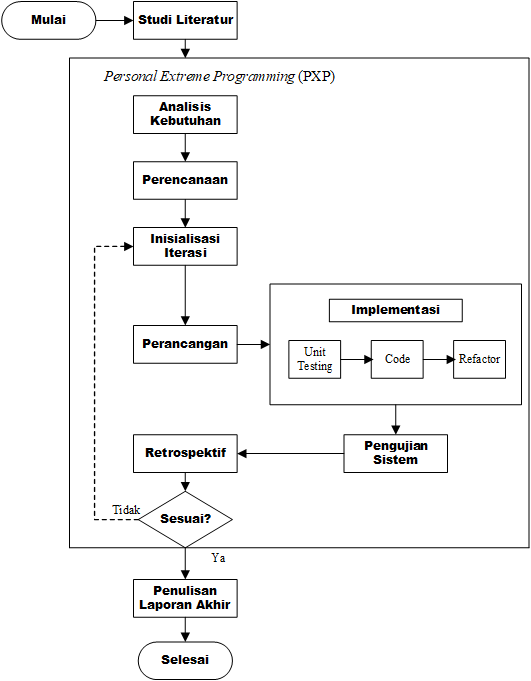 Mulai
Studi Literatur
Personal Extreme Programming (PXP)
Analisis
Kebutuhan
Perencanaan
Inisialisasi
Iterasi
Perancangan
Implementasi
Unit
Testing
Code
Refactor
Pengujian
Sistem
Retrospektif
Sesuai?
Tidak
Ya
Penulisan
Laporan Akhir
Selesai